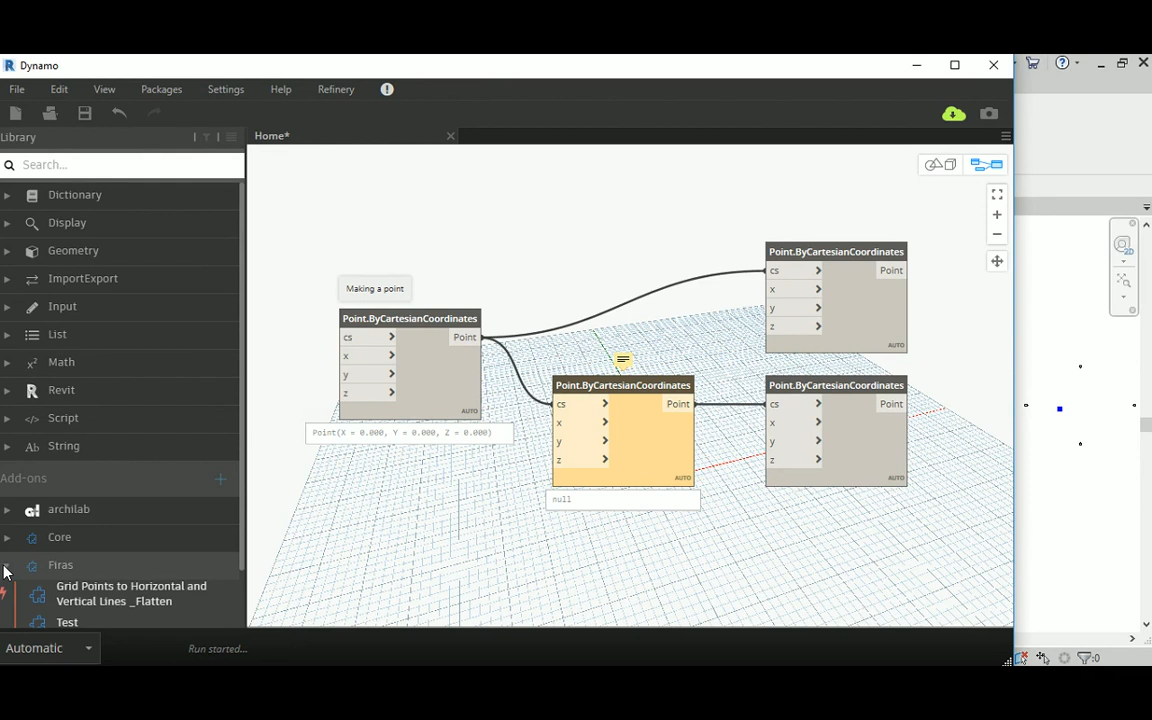 Dynamo
File Edit View Packages Settings Help Refinery
Library
Home*
Search...
Dictionary
Display
Geometry
ImportExport
Input
List
Math
Revit
Script
String
Add-ons
archilab
Core
Firas
Grid Points to Horizontal and
Vertical Lines _Flatten
Test
Automatic
Run started...
Making a point
Point.ByCartesianCoordinates
cs > Point
x >
y >
z >
AUTO
Point(X = 0.000, Y = 0.000, Z = 0.000)
Point.ByCartesianCoordinates
cs > Point
x >
y >
z >
AUTO
null
Point.ByCartesianCoordinates
cs > Point
x >
y >
z >
AUTO
Point.ByCartesianCoordinates
cs > Point
x >
y >
z >
AUTO
2D
:0